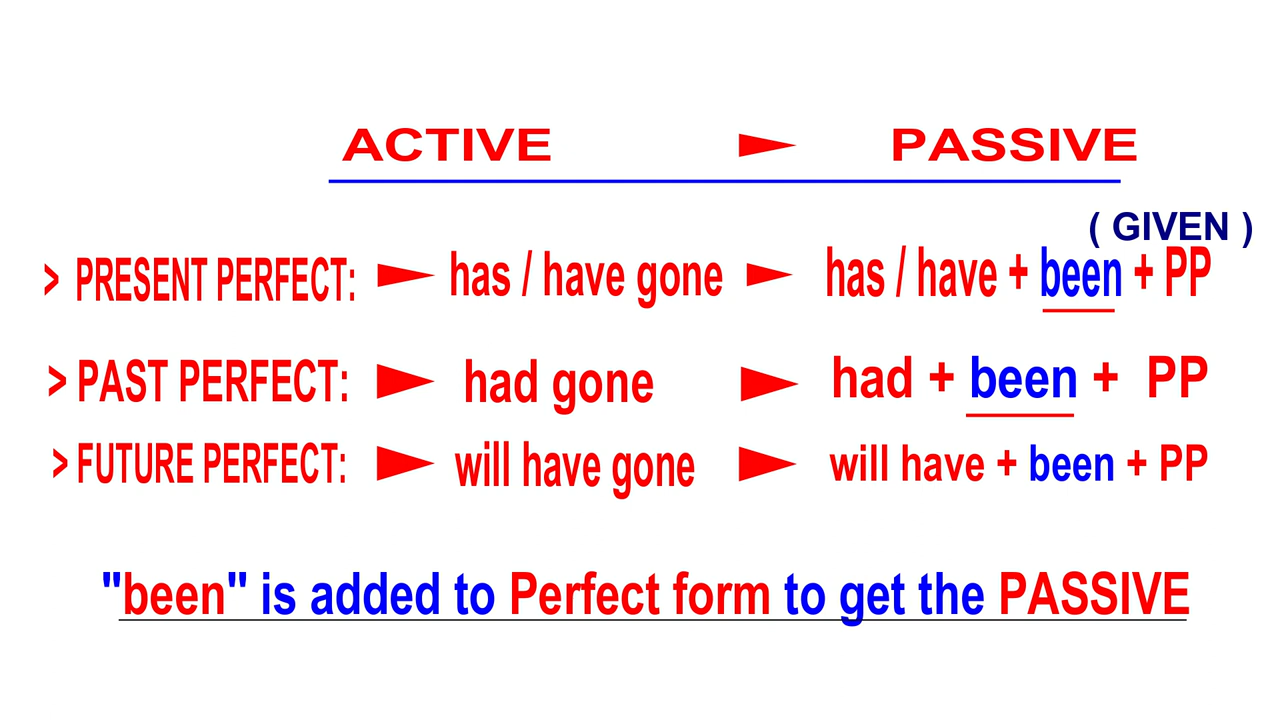 ACTIVE ► PASSIVE
( GIVEN )
> PRESENT PERFECT: ► has / have gone ► has / have + been + PP
> PAST PERFECT: ► had gone ► had + been + PP
> FUTURE PERFECT: ► will have gone ► will have + been + PP
"been" is added to Perfect form to get the PASSIVE